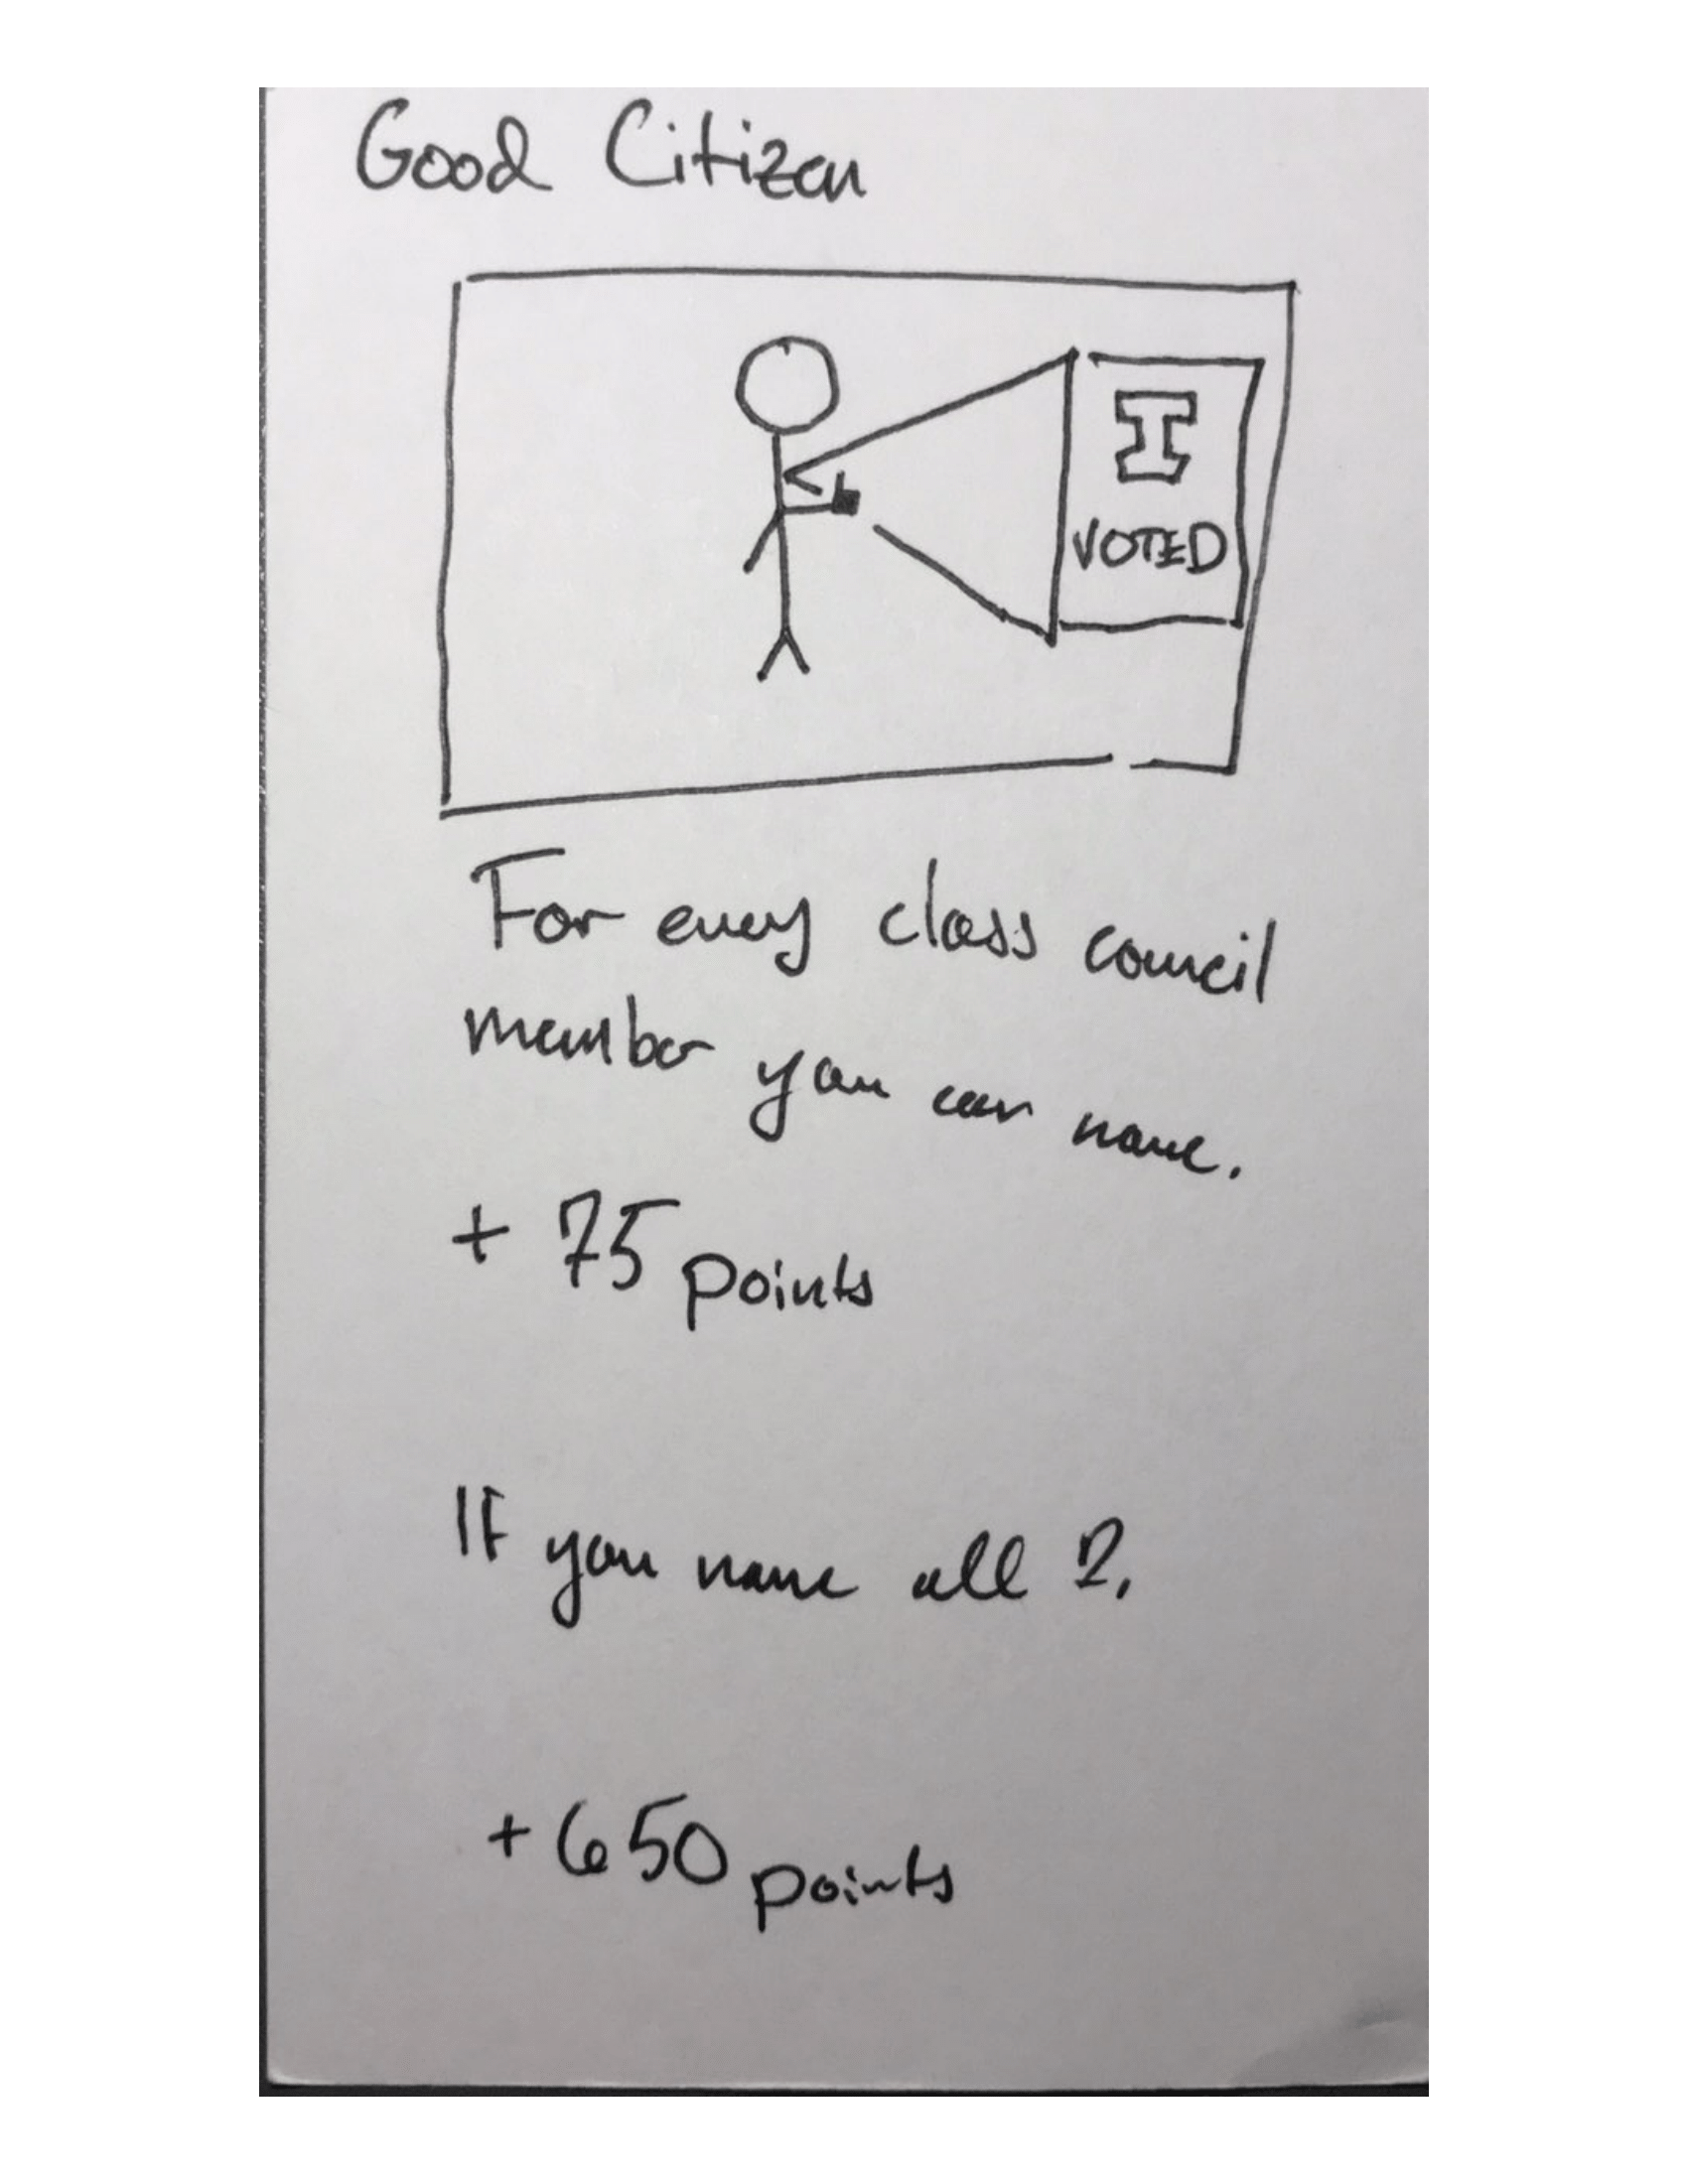 Good Citizen
I
VOTED
For every class council
member you can name.
+ 75 points
If you name all
+ 650 points